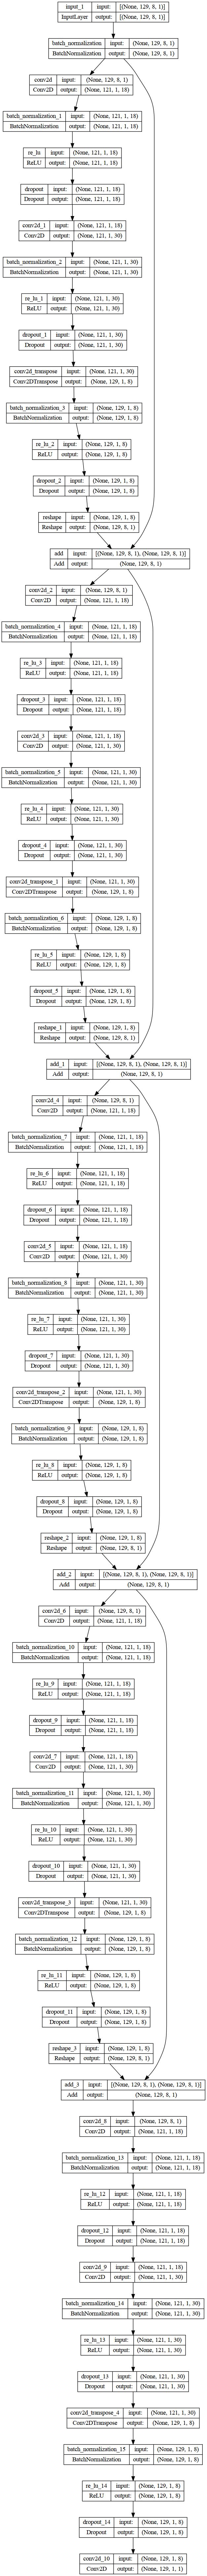 input_1 input: [(None, 129, 8, 1)]
InputLayer output: [(None, 129, 8, 1)]
batch_normalization input: (None, 129, 8, 1)
BatchNormalization output: (None, 129, 8, 1)
conv2d input: (None, 129, 8, 1)
Conv2D output: (None, 121, 1, 18)
batch_normalization_1 input: (None, 121, 1, 18)
BatchNormalization output: (None, 121, 1, 18)
re_lu input: (None, 121, 1, 18)
ReLU output: (None, 121, 1, 18)
dropout input: (None, 121, 1, 18)
Dropout output: (None, 121, 1, 18)
conv2d_1 input: (None, 121, 1, 18)
Conv2D output: (None, 121, 1, 30)
batch_normalization_2 input: (None, 121, 1, 30)
BatchNormalization output: (None, 121, 1, 30)
re_lu_1 input: (None, 121, 1, 30)
ReLU output: (None, 121, 1, 30)
dropout_1 input: (None, 121, 1, 30)
Dropout output: (None, 121, 1, 30)
conv2d_transpose input: (None, 121, 1, 30)
Conv2DTranspose output: (None, 129, 1, 8)
batch_normalization_3 input: (None, 129, 1, 8)
BatchNormalization output: (None, 129, 1, 8)
re_lu_2 input: (None, 129, 1, 8)
ReLU output: (None, 129, 1, 8)
dropout_2 input: (None, 129, 1, 8)
Dropout output: (None, 129, 1, 8)
reshape input: (None, 129, 1, 8)
Reshape output: (None, 129, 8, 1)
add input: [(None, 129, 8, 1), (None, 129, 8, 1)]
Add output: (None, 129, 8, 1)
conv2d_2 input: (None, 129, 8, 1)
Conv2D output: (None, 121, 1, 18)
batch_normalization_4 input: (None, 121, 1, 18)
BatchNormalization output: (None, 121, 1, 18)
re_lu_3 input: (None, 121, 1, 18)
ReLU output: (None, 121, 1, 18)
dropout_3 input: (None, 121, 1, 18)
Dropout output: (None, 121, 1, 18)
conv2d_3 input: (None, 121, 1, 18)
Conv2D output: (None, 121, 1, 30)
batch_normalization_5 input: (None, 121, 1, 30)
BatchNormalization output: (None, 121, 1, 30)
re_lu_4 input: (None, 121, 1, 30)
ReLU output: (None, 121, 1, 30)
dropout_4 input: (None, 121, 1, 30)
Dropout output: (None, 121, 1, 30)
conv2d_transpose_1 input: (None, 121, 1, 30)
Conv2DTranspose output: (None, 129, 1, 8)
batch_normalization_6 input: (None, 129, 1, 8)
BatchNormalization output: (None, 129, 1, 8)
re_lu_5 input: (None, 129, 1, 8)
ReLU output: (None, 129, 1, 8)
dropout_5 input: (None, 129, 1, 8)
Dropout output: (None, 129, 1, 8)
reshape_1 input: (None, 129, 1, 8)
Reshape output: (None, 129, 8, 1)
add_1 input: [(None, 129, 8, 1), (None, 129, 8, 1)]
Add output: (None, 129, 8, 1)
conv2d_4 input: (None, 129, 8, 1)
Conv2D output: (None, 121, 1, 18)
batch_normalization_7 input: (None, 121, 1, 18)
BatchNormalization output: (None, 121, 1, 18)
re_lu_6 input: (None, 121, 1, 18)
ReLU output: (None, 121, 1, 18)
dropout_6 input: (None, 121, 1, 18)
Dropout output: (None, 121, 1, 18)
conv2d_5 input: (None, 121, 1, 18)
Conv2D output: (None, 121, 1, 30)
batch_normalization_8 input: (None, 121, 1, 30)
BatchNormalization output: (None, 121, 1, 30)
re_lu_7 input: (None, 121, 1, 30)
ReLU output: (None, 121, 1, 30)
dropout_7 input: (None, 121, 1, 30)
Dropout output: (None, 121, 1, 30)
conv2d_transpose_2 input: (None, 121, 1, 30)
Conv2DTranspose output: (None, 129, 1, 8)
batch_normalization_9 input: (None, 129, 1, 8)
BatchNormalization output: (None, 129, 1, 8)
re_lu_8 input: (None, 129, 1, 8)
ReLU output: (None, 129, 1, 8)
dropout_8 input: (None, 129, 1, 8)
Dropout output: (None, 129, 1, 8)
reshape_2 input: (None, 129, 1, 8)
Reshape output: (None, 129, 8, 1)
add_2 input: [(None, 129, 8, 1), (None, 129, 8, 1)]
Add output: (None, 129, 8, 1)
conv2d_6 input: (None, 129, 8, 1)
Conv2D output: (None, 121, 1, 18)
batch_normalization_10 input: (None, 121, 1, 18)
BatchNormalization output: (None, 121, 1, 18)
re_lu_9 input: (None, 121, 1, 18)
ReLU output: (None, 121, 1, 18)
dropout_9 input: (None, 121, 1, 18)
Dropout output: (None, 121, 1, 18)
conv2d_7 input: (None, 121, 1, 18)
Conv2D output: (None, 121, 1, 30)
batch_normalization_11 input: (None, 121, 1, 30)
BatchNormalization output: (None, 121, 1, 30)
re_lu_10 input: (None, 121, 1, 30)
ReLU output: (None, 121, 1, 30)
dropout_10 input: (None, 121, 1, 30)
Dropout output: (None, 121, 1, 30)
conv2d_transpose_3 input: (None, 121, 1, 30)
Conv2DTranspose output: (None, 129, 1, 8)
batch_normalization_12 input: (None, 129, 1, 8)
BatchNormalization output: (None, 129, 1, 8)
re_lu_11 input: (None, 129, 1, 8)
ReLU output: (None, 129, 1, 8)
dropout_11 input: (None, 129, 1, 8)
Dropout output: (None, 129, 1, 8)
reshape_3 input: (None, 129, 1, 8)
Reshape output: (None, 129, 8, 1)
add_3 input: [(None, 129, 8, 1), (None, 129, 8, 1)]
Add output: (None, 129, 8, 1)
conv2d_8 input: (None, 129, 8, 1)
Conv2D output: (None, 121, 1, 18)
batch_normalization_13 input: (None, 121, 1, 18)
BatchNormalization output: (None, 121, 1, 18)
re_lu_12 input: (None, 121, 1, 18)
ReLU output: (None, 121, 1, 18)
dropout_12 input: (None, 121, 1, 18)
Dropout output: (None, 121, 1, 18)
conv2d_9 input: (None, 121, 1, 18)
Conv2D output: (None, 121, 1, 30)
batch_normalization_14 input: (None, 121, 1, 30)
BatchNormalization output: (None, 121, 1, 30)
re_lu_13 input: (None, 121, 1, 30)
ReLU output: (None, 121, 1, 30)
dropout_13 input: (None, 121, 1, 30)
Dropout output: (None, 121, 1, 30)
conv2d_transpose_4 input: (None, 121, 1, 30)
Conv2DTranspose output: (None, 129, 1, 8)
batch_normalization_15 input: (None, 129, 1, 8)
BatchNormalization output: (None, 129, 1, 8)
re_lu_14 input: (None, 129, 1, 8)
ReLU output: (None, 129, 1, 8)
dropout_14 input: (None, 129, 1, 8)
Dropout output: (None, 129, 1, 8)
conv2d_10 input: (None, 129, 1, 8)
Conv2D output: (None, 129, 1, 1)